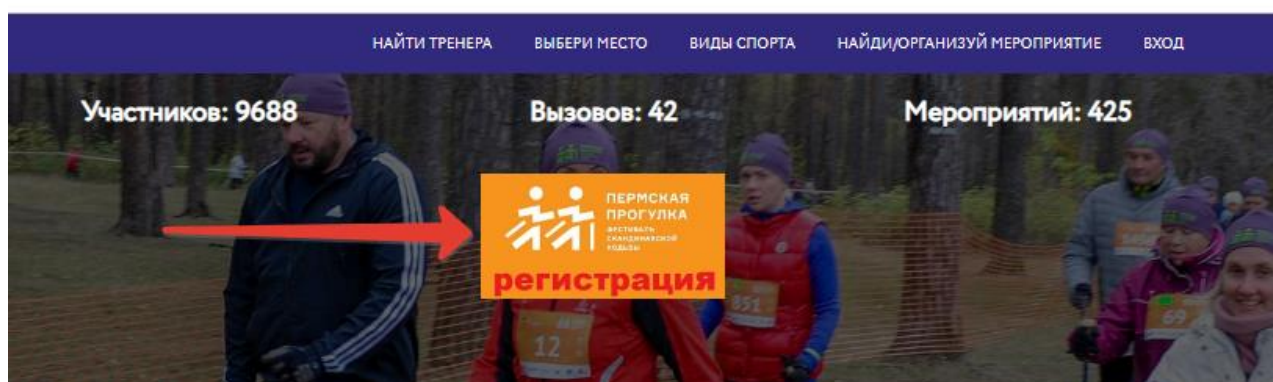 НАЙТИ ТРЕНЕРА ВЫБЕРИ МЕСТО ВИДЫ СПОРТА НАЙДИ/ОРГАНИЗУЙ МЕРОПРИЯТИЕ ВХОД
Участников: 9688 Вызовов: 42 Мероприятий: 425
ПЕРМСКАЯ
ПРОГУЛКА
ФЕСТИВАЛЬ
СКАНДИНАВСКОЙ
ХОДЬБЫ
регистрация
851
12
69